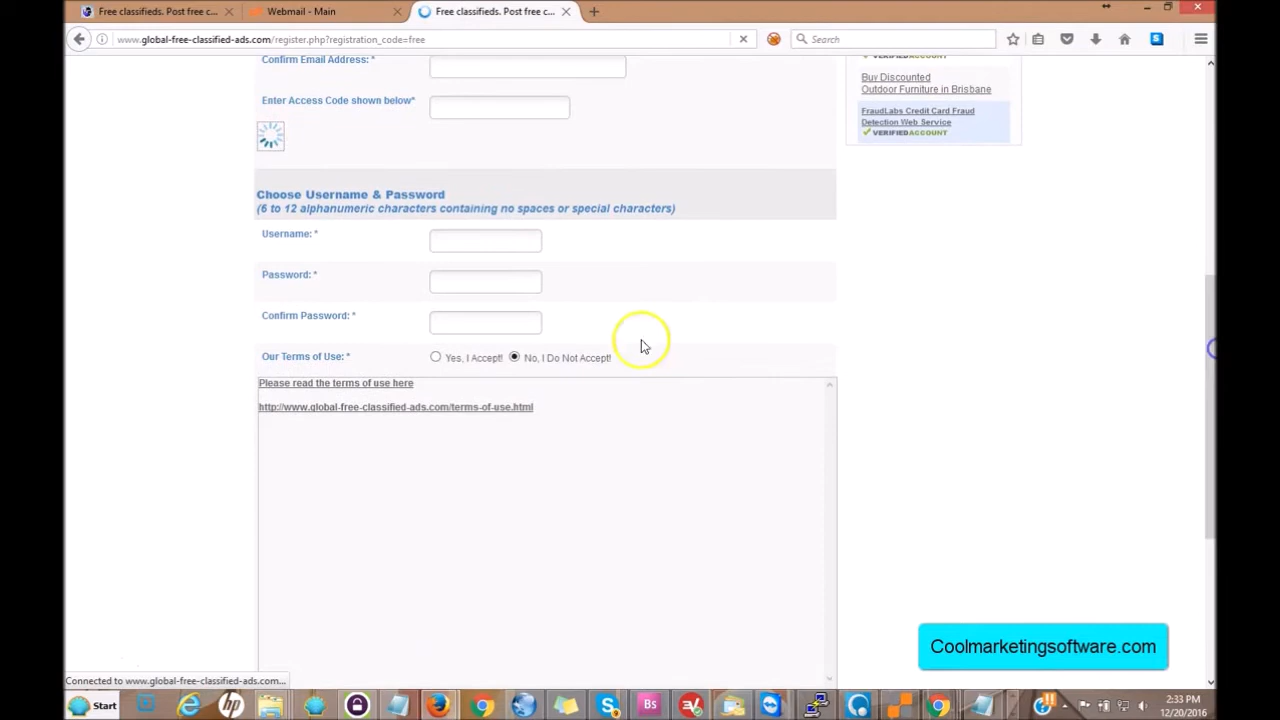 Free classifieds. Post free c...
Webmail - Main
Free classifieds. Post free c...
www.global-free-classified-ads.com/register.php?registration_code=free
Search
Confirm Email Address: *
Enter Access Code shown below*
VERIFIEDACCOUNT
Buy Discounted
Outdoor Furniture in Brisbane
FraudLabs Credit Card Fraud
Detection Web Service
VERIFIEDACCOUNT
Choose Username & Password
(6 to 12 alphanumeric characters containing no spaces or special characters)
Username: *
Password: *
Confirm Password: *
Our Terms of Use: *
Yes, I Accept!
No, I Do Not Accept!
Please read the terms of use here
http://www.global-free-classified-ads.com/terms-of-use.html
Coolmarketingsoftware.com
Connected to www.global-free-classified-ads.com...
Start
hp
S
Bs
2:33 PM
12/20/2016